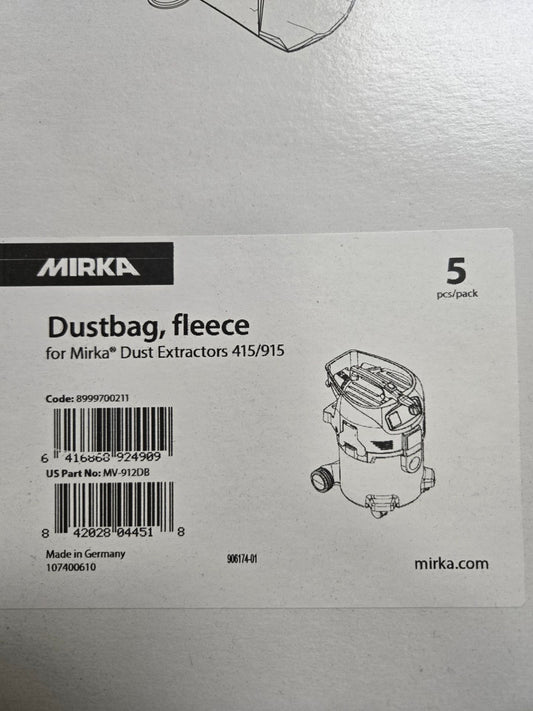 MIRKA
5
pcs/pack
Dustbag, fleece
for Mirka® Dust Extractors 415/915
Code: 8999700211
6 416868 924909
US Part No: MV-912DB
8 42028 04451 8
Made in Germany
107400610
906174-01
mirka.com